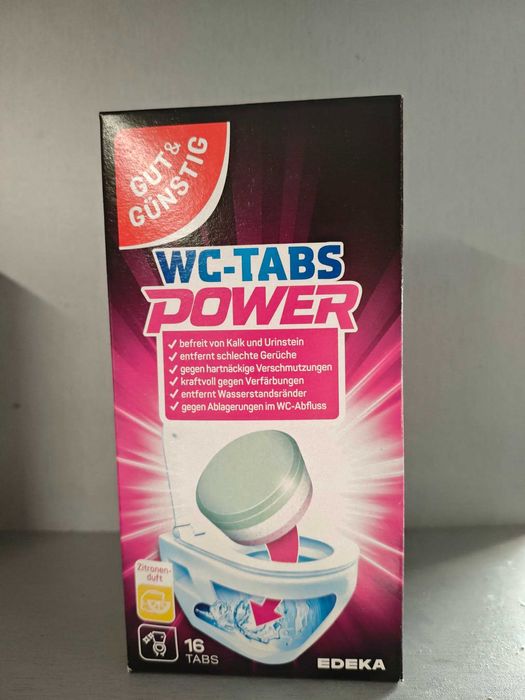 GUT&
GÜNSTIG
WC-TABS
POWER
✓ befreit von Kalk und Urinstein
✓ entfernt schlechte Gerüche
✓ gegen hartnäckige Verschmutzungen
✓ kraftvoll gegen Verfärbungen
✓ entfernt Wasserstandsränder
✓ gegen Ablagerungen im WC-Abfluss
Zitronen-
duft
16
TABS
EDEKA